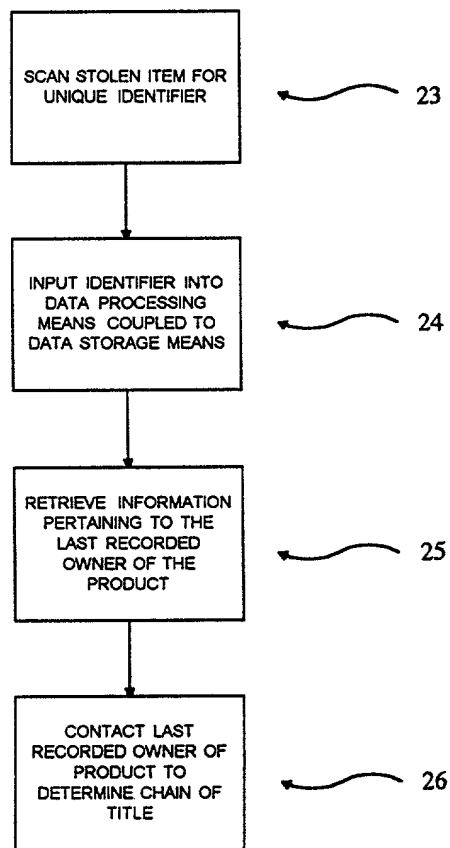 SCAN STOLEN ITEM FOR
UNIQUE IDENTIFIER
23
INPUT IDENTIFIER INTO
DATA PROCESSING
MEANS COUPLED TO
DATA STORAGE MEANS
24
RETRIEVE INFORMATION
PERTAINING TO THE
LAST RECORDED
OWNER OF THE
PRODUCT
25
CONTACT LAST
RECORDED OWNER OF
PRODUCT TO
DETERMINE CHAIN OF
TITLE
26